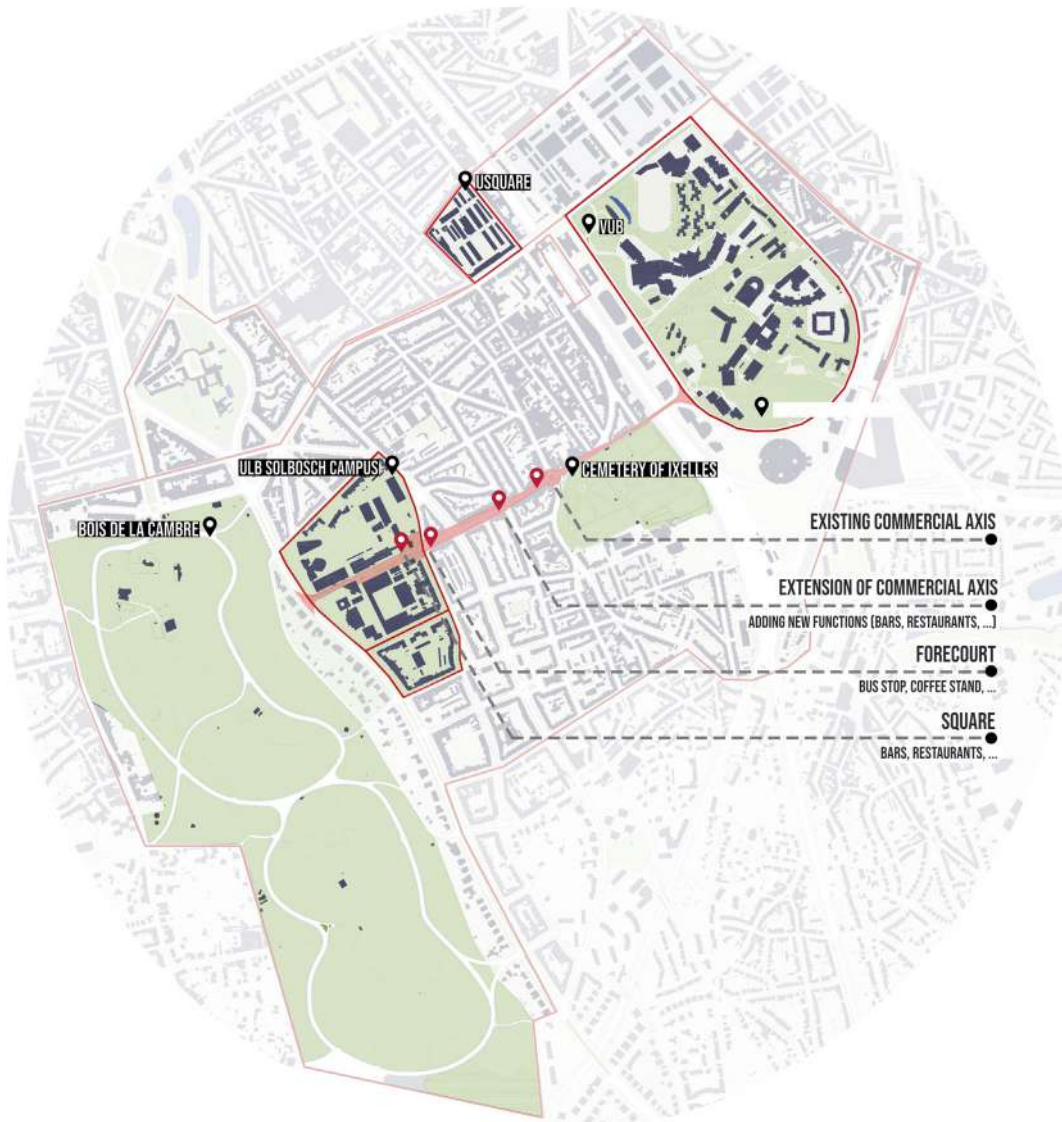 USQUARE
VUB
ULB SOLBOSCH CAMPUS
CEMETERY OF IXELLES
BOIS DE LA CAMBRE
EXISTING COMMERCIAL AXIS
EXTENSION OF COMMERCIAL AXIS
ADDING NEW FUNCTIONS (BARS, RESTAURANTS, ...)
FORECOURT
BUS STOP, COFFEE STAND, ...
SQUARE
BARS, RESTAURANTS, ...